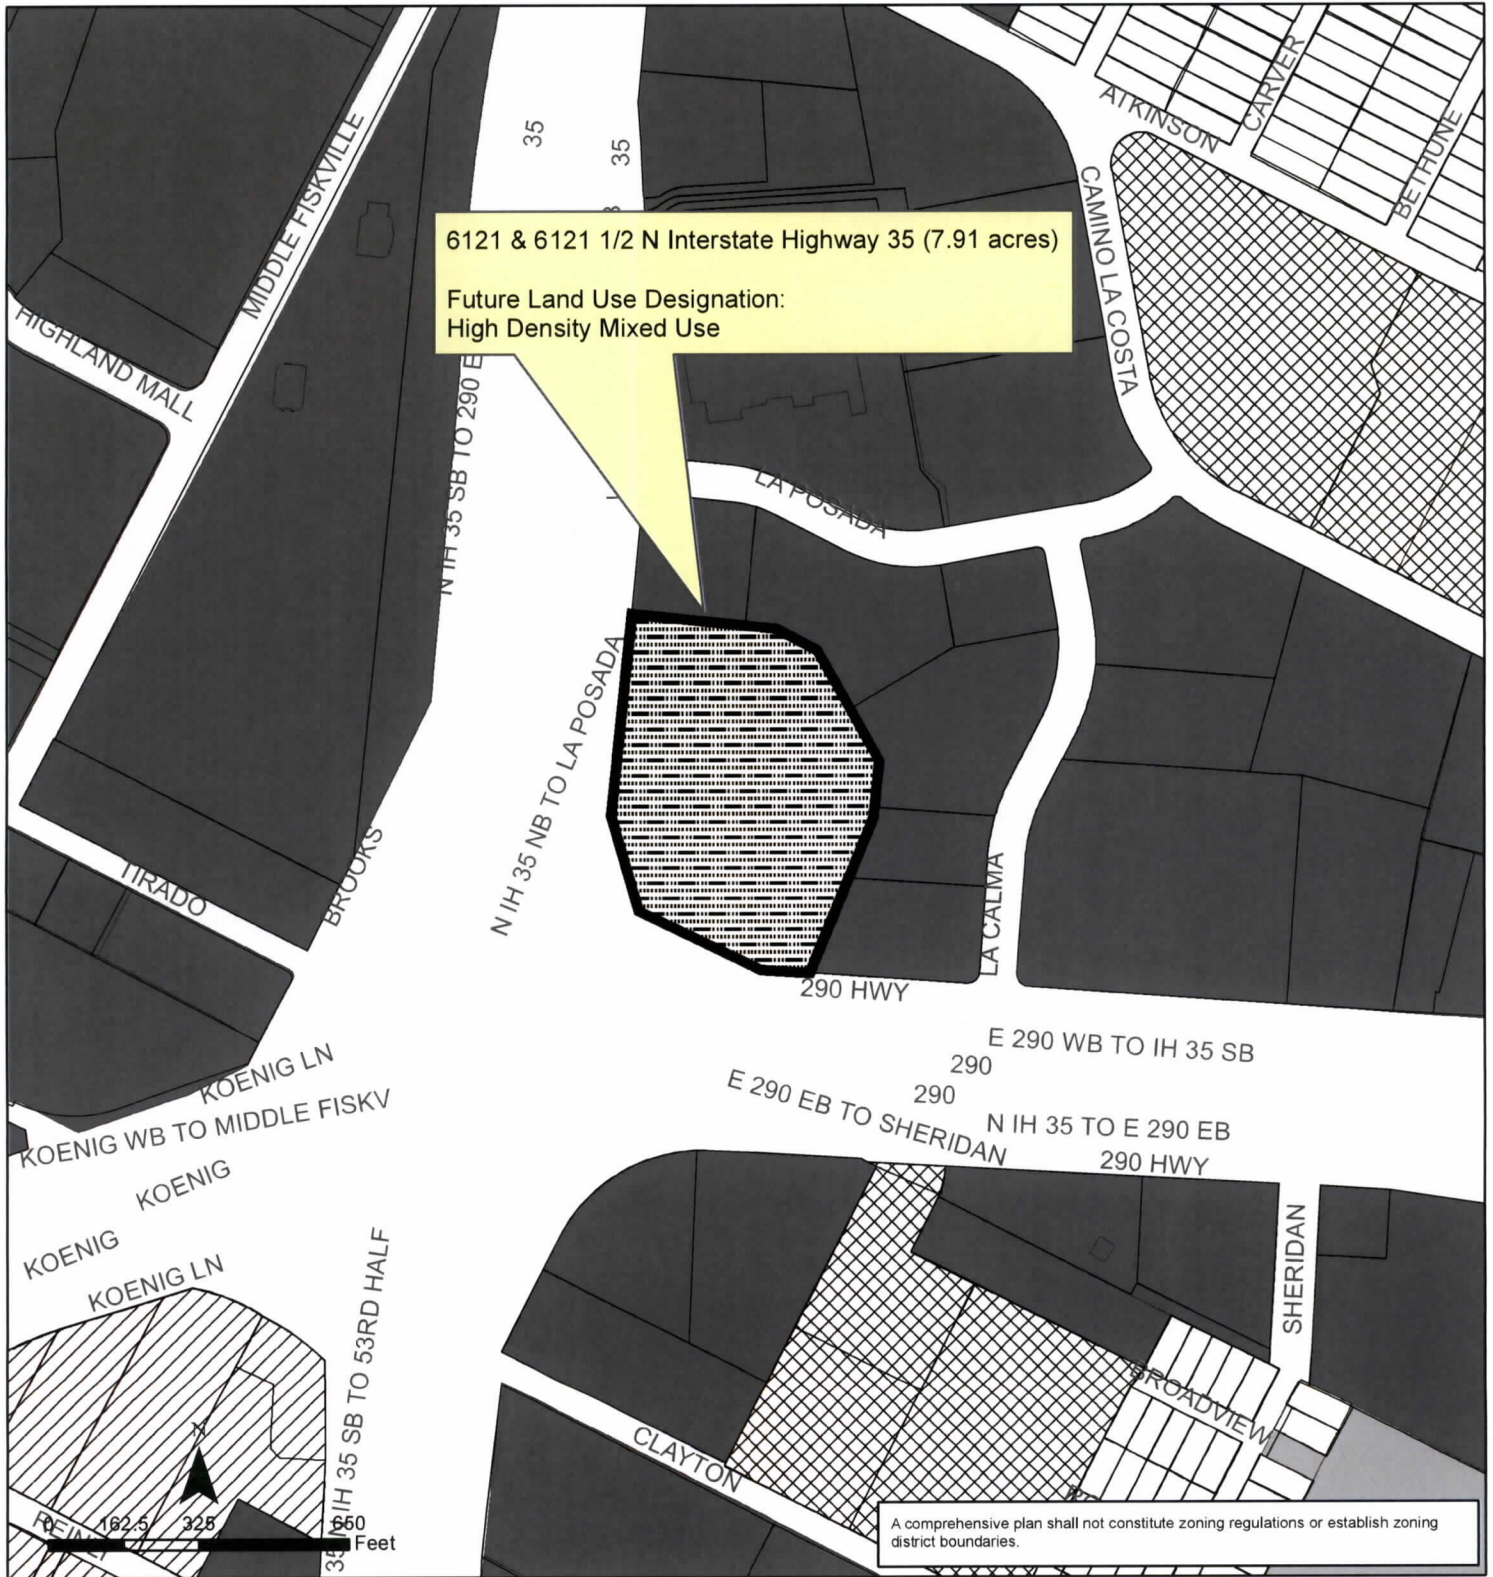 ATKINSON
CARVER
BETHUNE
35
35
MIDDLE FISKVILLE
CAMINO LA COSTA
6121 & 6121 1/2 N Interstate Highway 35 (7.91 acres)
Future Land Use Designation:
High Density Mixed Use
HIGHLAND MALL
N IH 35 SB TO 290 E
LA POSADA
N IH 35 NB TO LA POSADA
TIRADO
BROOKS
LA CALMA
290 HWY
E 290 WB TO IH 35 SB
290
290
E 290 EB TO SHERIDAN
N IH 35 TO E 290 EB
290 HWY
KOENIG LN
KOENIG WB TO MIDDLE FISKV
KOENIG
KOENIG
KOENIG LN
SHERIDAN
N IH 35 SB TO 53RD HALF
BROADVIEW
CLAYTON
N
0 162.5 325 650
Feet
REINLI
35
A comprehensive plan shall not constitute zoning regulations or establish zoning
district boundaries.